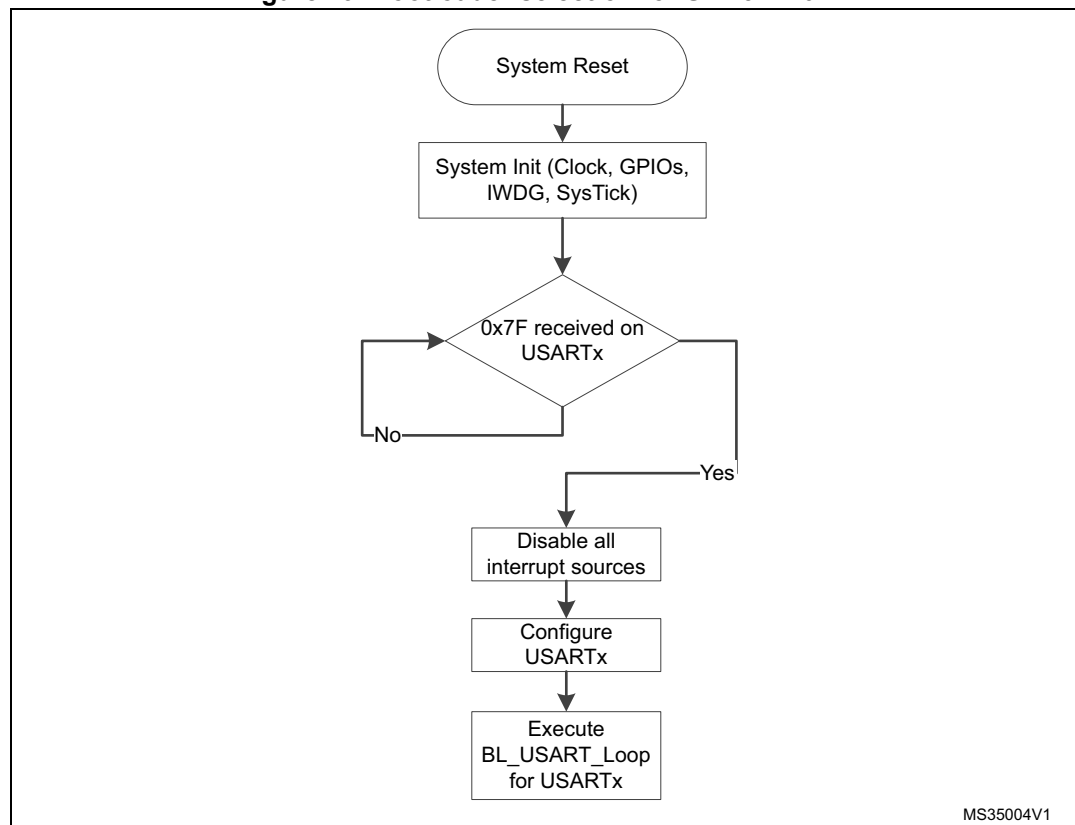 System Reset
System Init (Clock, GPIOs,
IWDG, SysTick)
0x7F received on
USARTx
No
Yes
Disable all
interrupt sources
Configure
USARTx
Execute
BL_USART_Loop
for USARTx
MS35004V1